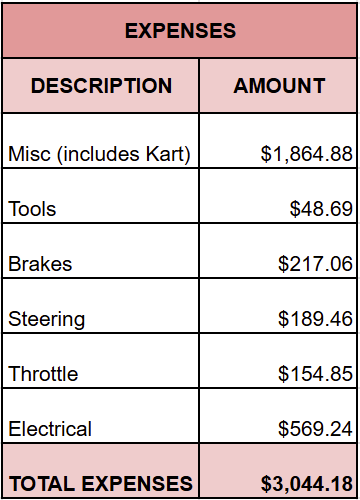 EXPENSES
DESCRIPTION AMOUNT
Misc (includes Kart) $1,864.88
Tools $48.69
Brakes $217.06
Steering $189.46
Throttle $154.85
Electrical $569.24
TOTAL EXPENSES $3,044.18